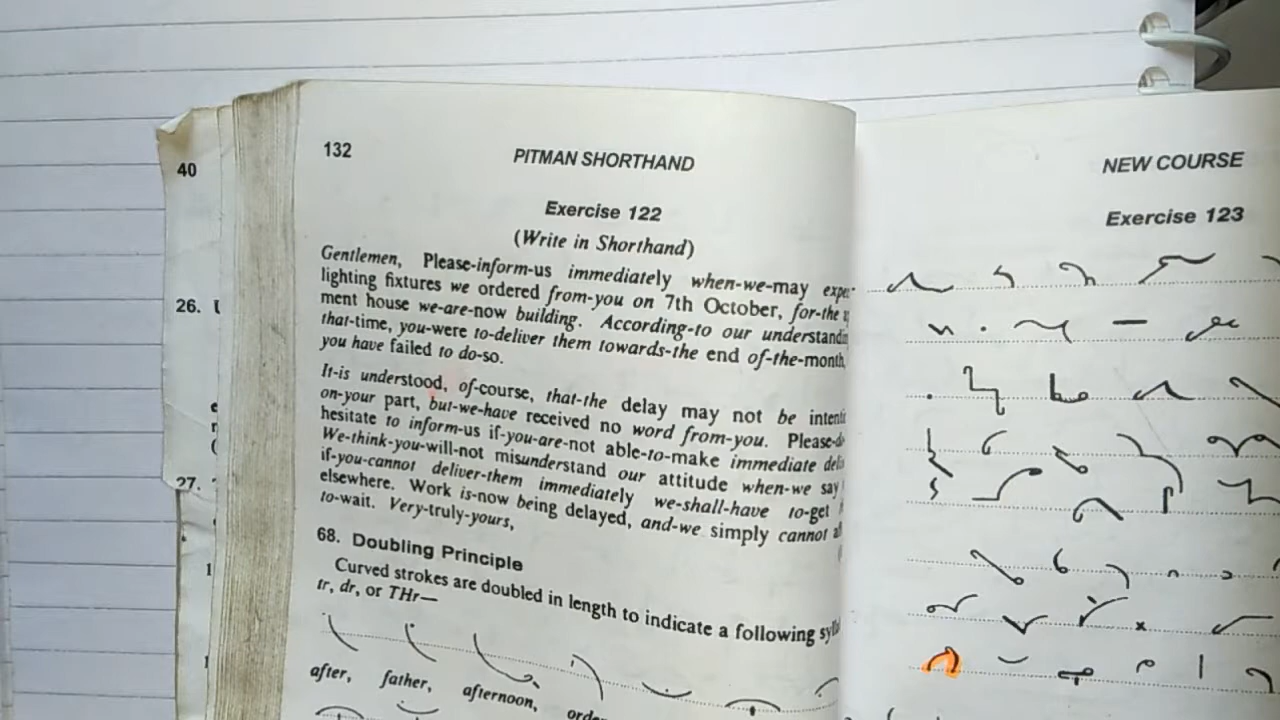 132
PITMAN SHORTHAND
Exercise 122
(Write in Shorthand)
Gentlemen, Please-inform-us immediately when-we-may
lighting fixtures we ordered from-you on 7th October, for-the
ment house we-are-now building. According-to our
that-time, you-were to-deliver them towards-the end of-the-month,
you have failed to do-so.
It-is understood, of-course, that-the delay may not be
on-your part, but-we-have received no word from-you.
hesitate to inform-us if-you-are-not able-to-make immediate
We-think-you-will-not misunderstand our attitude when-we say
if-you-cannot deliver-them immediately we-shall-have to-get
elsewhere. Work is-now being delayed, and-we simply cannot
to-wait. Very-truly-yours,
68. Doubling Principle
Curved strokes are doubled in length to indicate a following
tr, dr, or THr—
after, father, afternoon,
NEW COURSE
Exercise 123
40
26.
27.